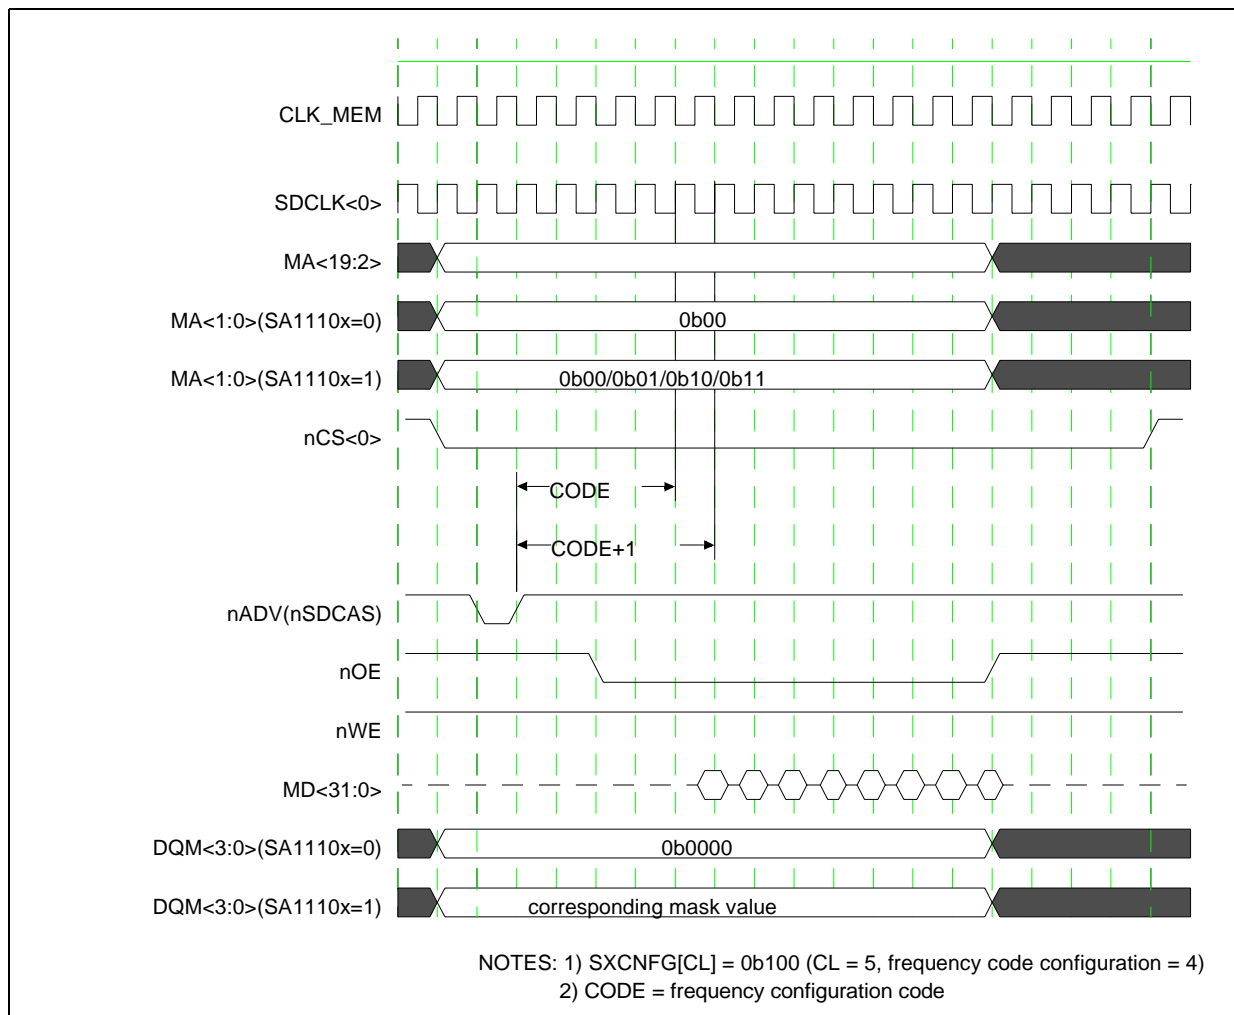 CLK_MEM
SDCLK<0>
MA<19:2>
MA<1:0>(SA1110x=0)
0b00
MA<1:0>(SA1110x=1)
0b00/0b01/0b10/0b11
nCS<0>
CODE
CODE+1
nADV(nSDCAS)
nOE
nWE
MD<31:0>
DQM<3:0>(SA1110x=0)
0b0000
DQM<3:0>(SA1110x=1)
corresponding mask value
NOTES: 1) SXCNFG[CL] = 0b100 (CL = 5, frequency code configuration = 4)
2) CODE = frequency configuration code